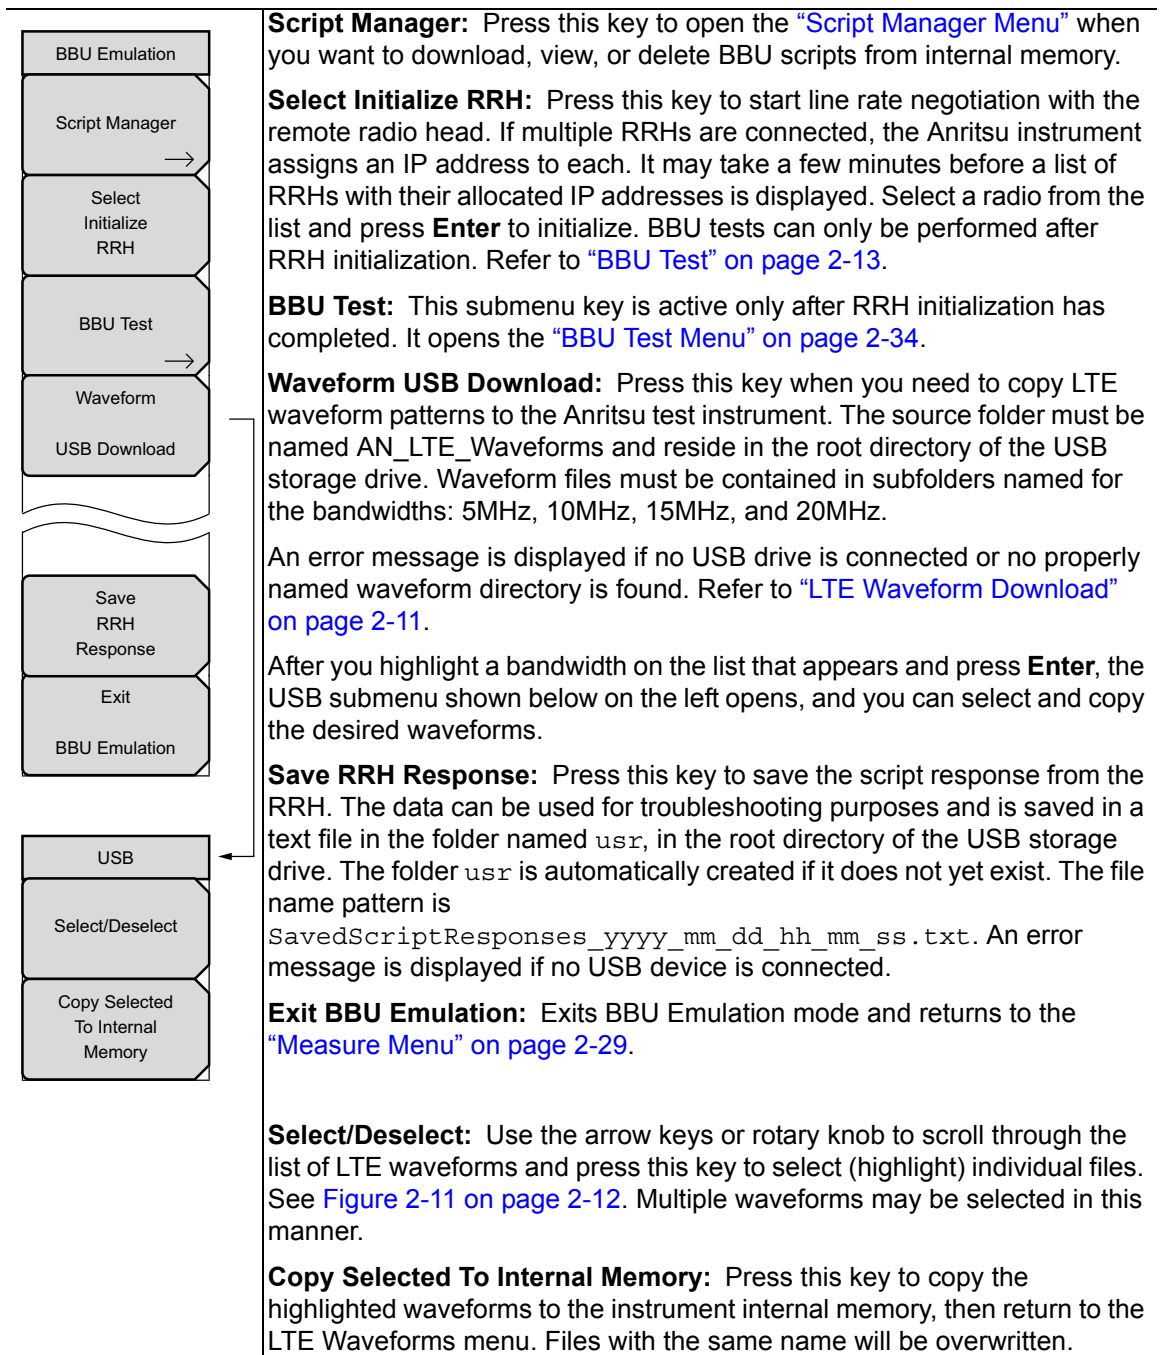 BBU Emulation
Script Manager
Select
Initialize
RRH
BBU Test
Waveform
USB Download
Save
RRH
Response
Exit
BBU Emulation
USB
Select/Deselect
Copy Selected
To Internal
Memory
Script Manager: Press this key to open the “Script Manager Menu” when
you want to download, view, or delete BBU scripts from internal memory.
Select Initialize RRH: Press this key to start line rate negotiation with the
remote radio head. If multiple RRHs are connected, the Anritsu instrument
assigns an IP address to each. It may take a few minutes before a list of
RRHs with their allocated IP addresses is displayed. Select a radio from the
list and press Enter to initialize. BBU tests can only be performed after
RRH initialization. Refer to “BBU Test” on page 2-13.
BBU Test: This submenu key is active only after RRH initialization has
completed. It opens the “BBU Test Menu” on page 2-34.
Waveform USB Download: Press this key when you need to copy LTE
waveform patterns to the Anritsu test instrument. The source folder must be
named AN_LTE_Waveforms and reside in the root directory of the USB
storage drive. Waveform files must be contained in subfolders named for
the bandwidths: 5MHz, 10MHz, 15MHz, and 20MHz.
An error message is displayed if no USB drive is connected or no properly
named waveform directory is found. Refer to “LTE Waveform Download”
on page 2-11.
After you highlight a bandwidth on the list that appears and press Enter, the
USB submenu shown below on the left opens, and you can select and copy
the desired waveforms.
Save RRH Response: Press this key to save the script response from the
RRH. The data can be used for troubleshooting purposes and is saved in a
text file in the folder named usr, in the root directory of the USB storage
drive. The folder usr is automatically created if it does not yet exist. The file
name pattern is
SavedScriptResponses_yyyy_mm_dd_hh_mm_ss.txt. An error
message is displayed if no USB device is connected.
Exit BBU Emulation: Exits BBU Emulation mode and returns to the
“Measure Menu” on page 2-29.
Select/Deselect: Use the arrow keys or rotary knob to scroll through the
list of LTE waveforms and press this key to select (highlight) individual files.
See Figure 2-11 on page 2-12. Multiple waveforms may be selected in this
manner.
Copy Selected To Internal Memory: Press this key to copy the
highlighted waveforms to the instrument internal memory, then return to the
LTE Waveforms menu. Files with the same name will be overwritten.